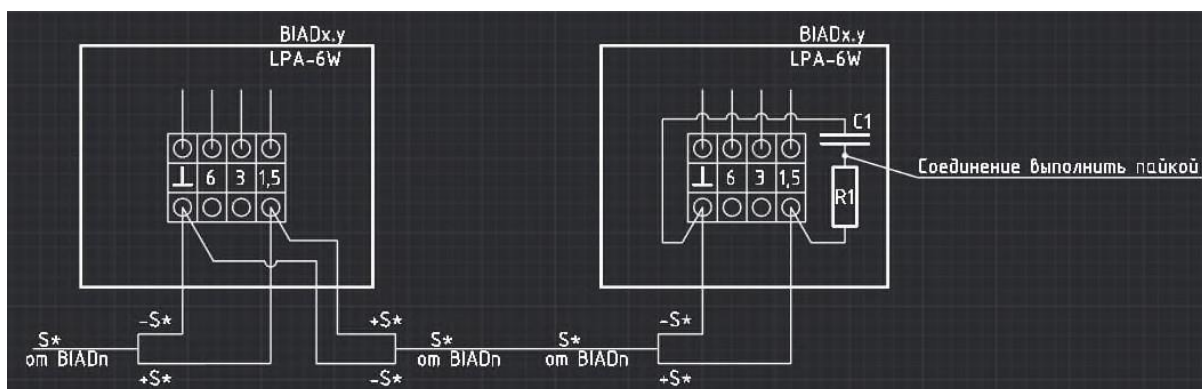 BIADx.y
LPA-6W
⊥ 6 3 1,5
-S*
+S*
S*
от BIADn
+S*
-S*
S*
от BIADn
S*
от BIADn
BIADx.y
LPA-6W
C1
⊥ 6 3 1,5
R1
Соединение выполнить пайкой
-S*
+S*